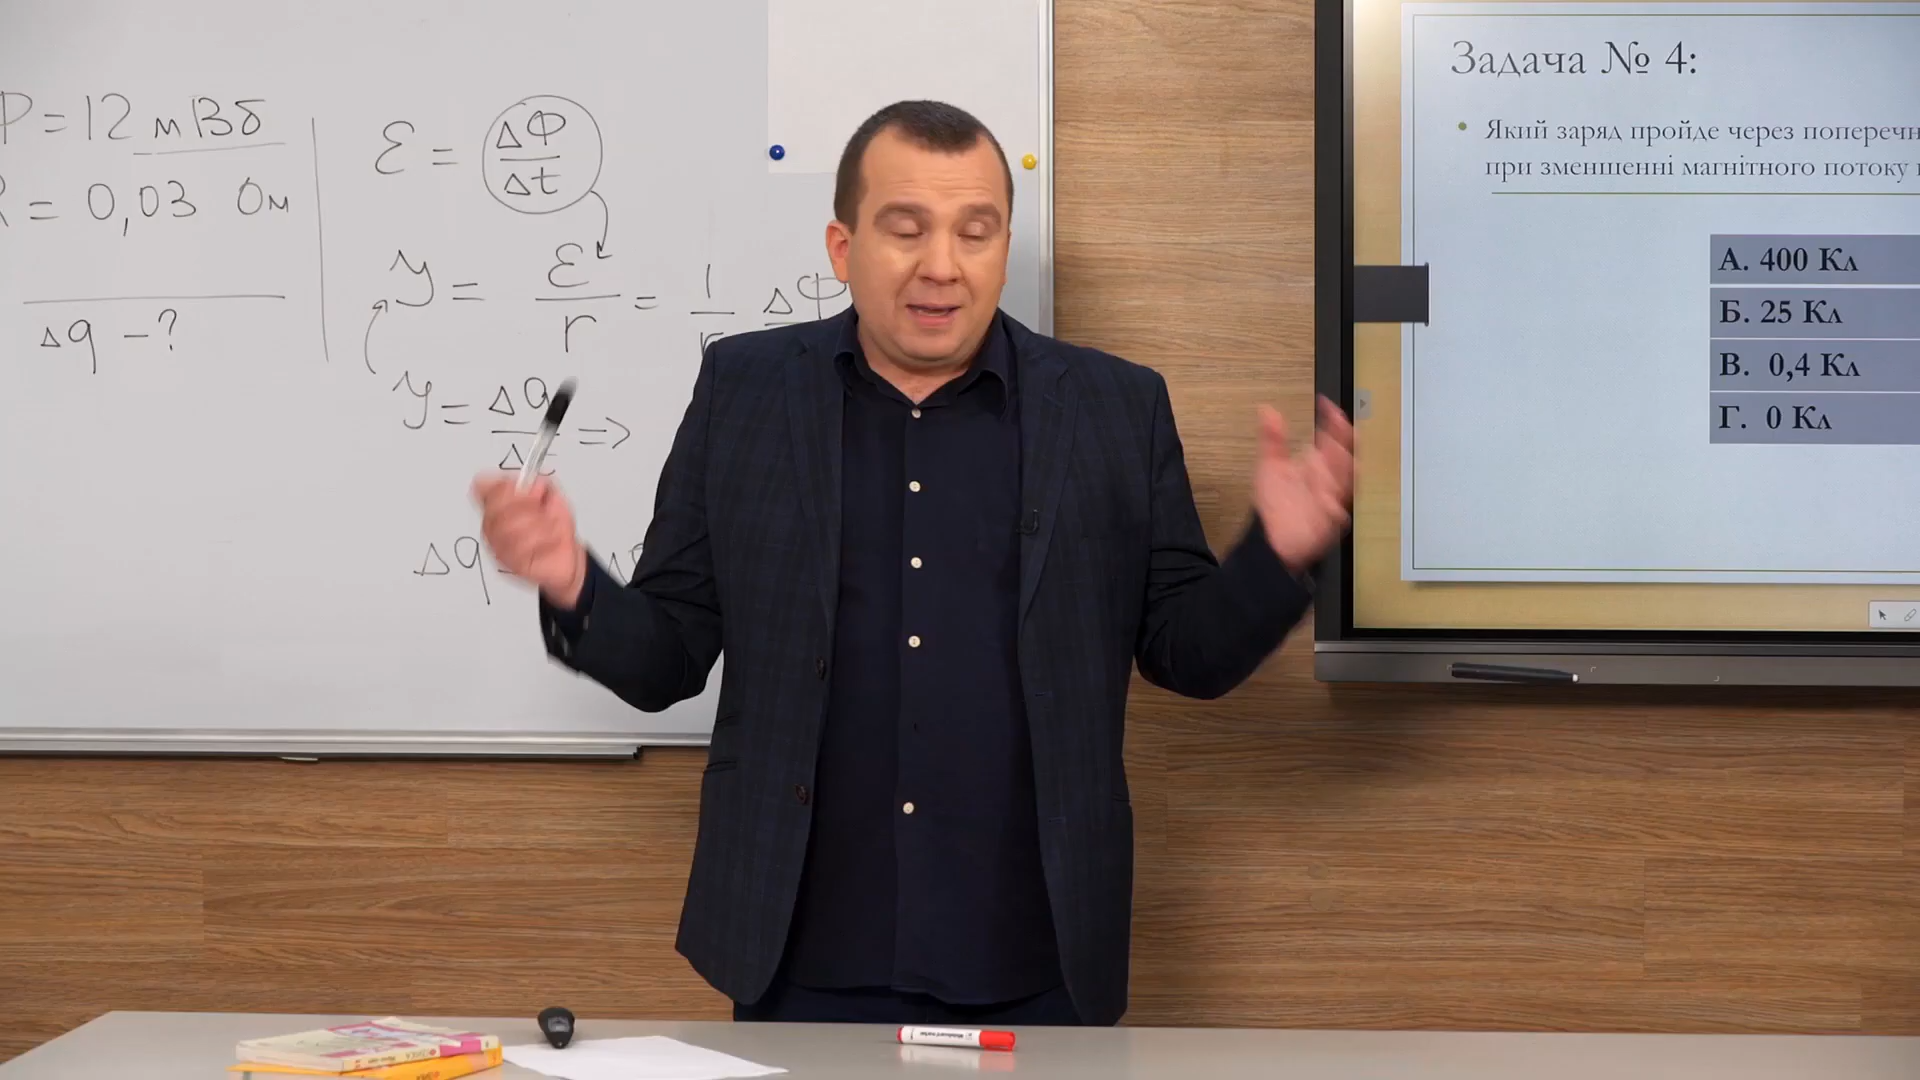 Ф = 12 мВб
R = 0,03 Ом
Δq – ?
ε = ΔФ/Δt
𝒥 = ε/r = 1/r ΔФ
𝒥 = Δq/Δt ⇒
Δq
Задача № 4:
• Який заряд пройде через
при зменшенні магнітного потоку
А. 400 Кл
Б. 25 Кл
В. 0,4 Кл
Г. 0 Кл